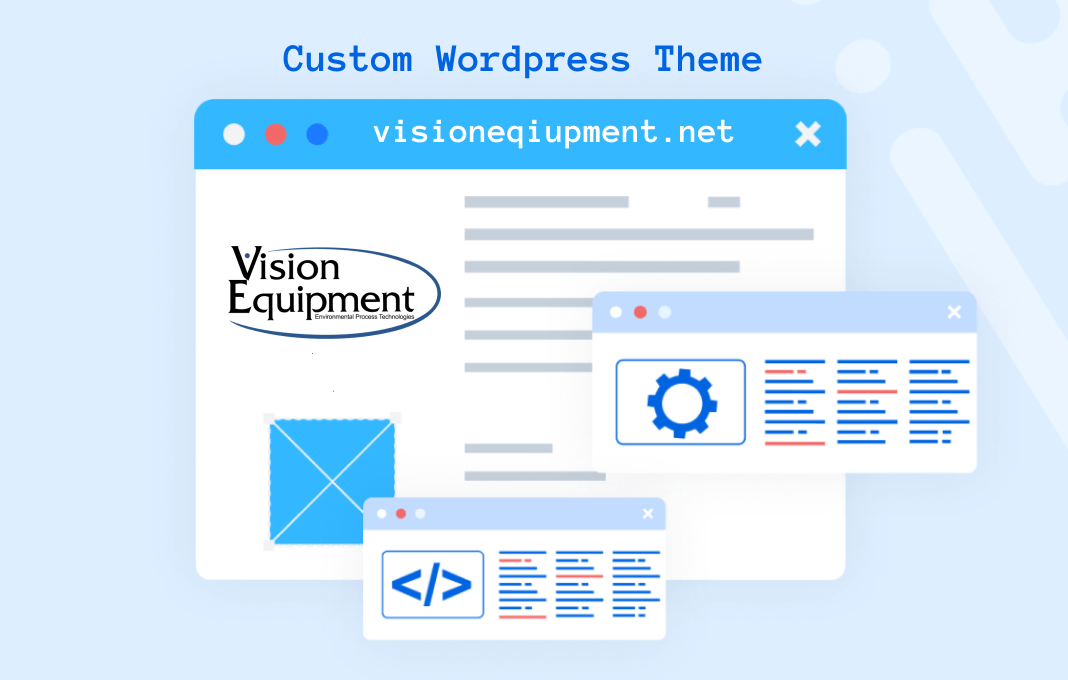 Custom Wordpress Theme
visioneqiupment.net
Vision
Equipment
Environmental Process Technologies
</>